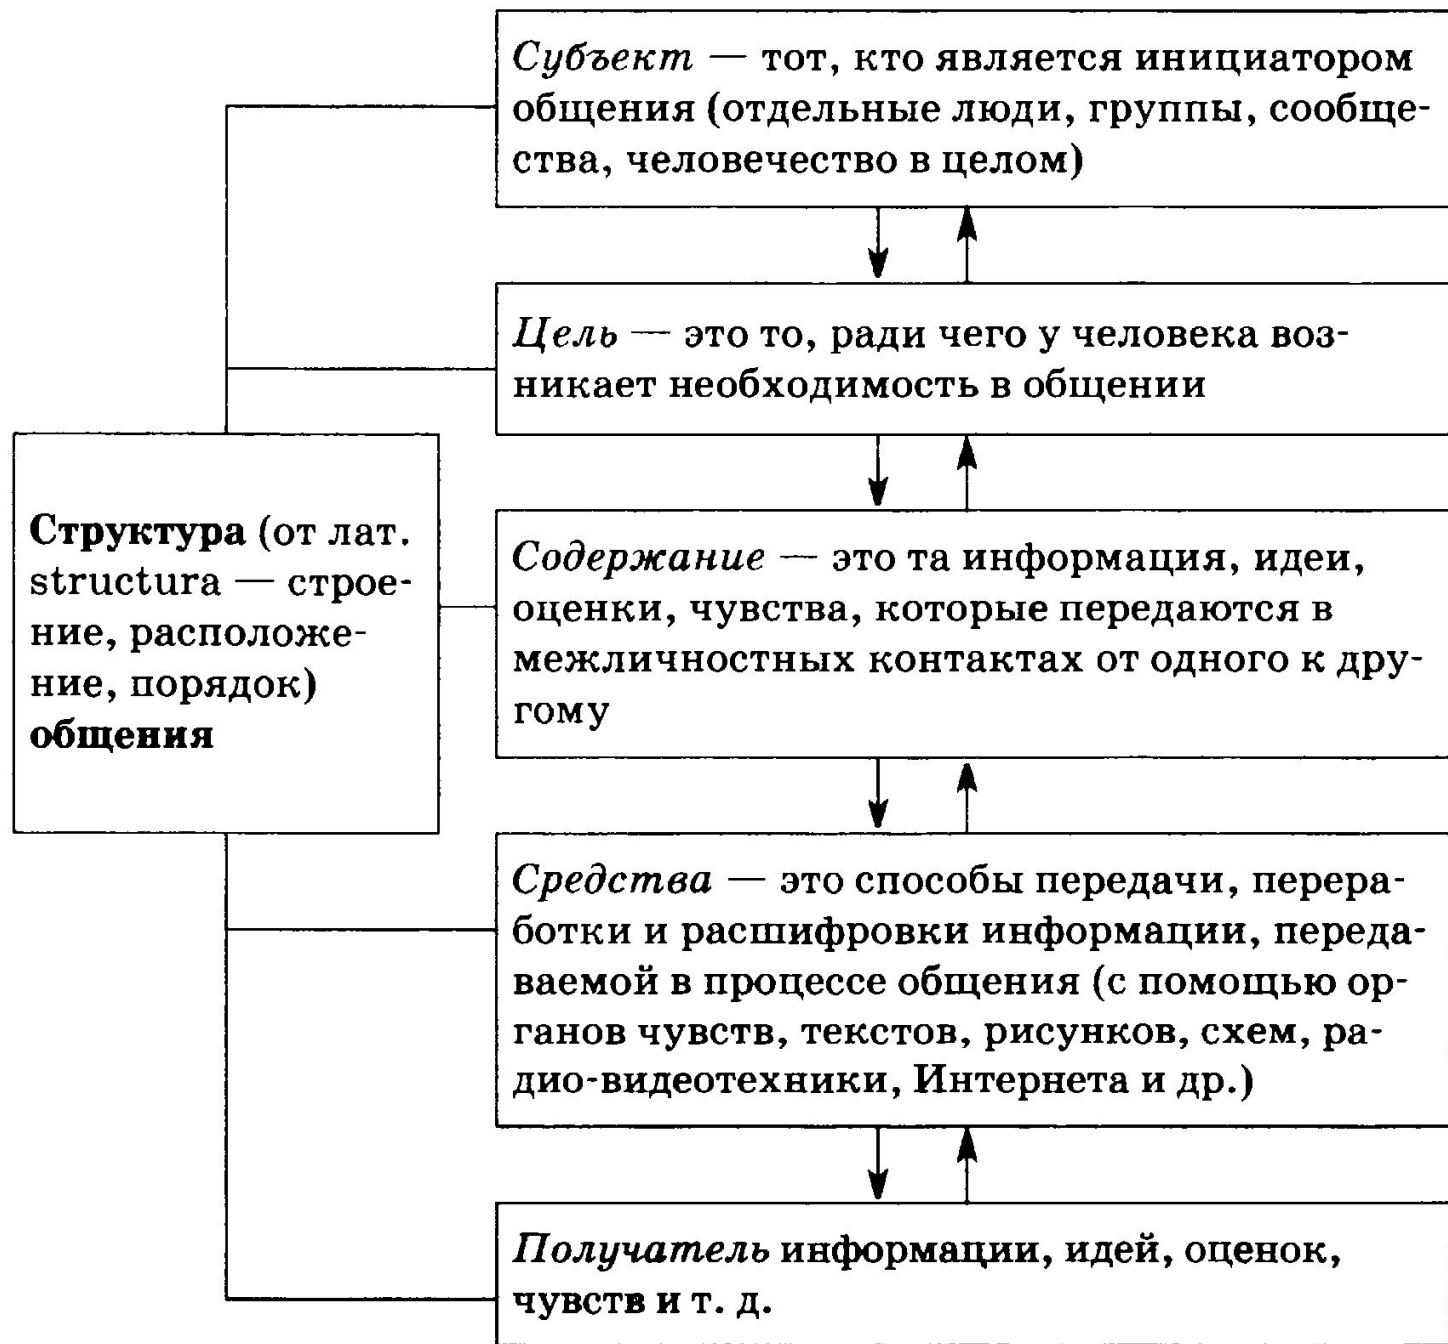 Субъект — тот, кто является инициатором
общения (отдельные люди, группы, сообще-
ства, человечество в целом)
Цель — это то, ради чего у человека воз-
никает необходимость в общении
Структура (от лат.
structura — строе-
ние, расположе-
ние, порядок)
общения
Содержание — это та информация, идеи,
оценки, чувства, которые передаются в
межличностных контактах от одного к дру-
гому
Средства — это способы передачи, перера-
ботки и расшифровки информации, переда-
ваемой в процессе общения (с помощью ор-
ганов чувств, текстов, рисунков, схем, ра-
дио-видеотехники, Интернета и др.)
Получатель информации, идей, оценок,
чувств и т. д.